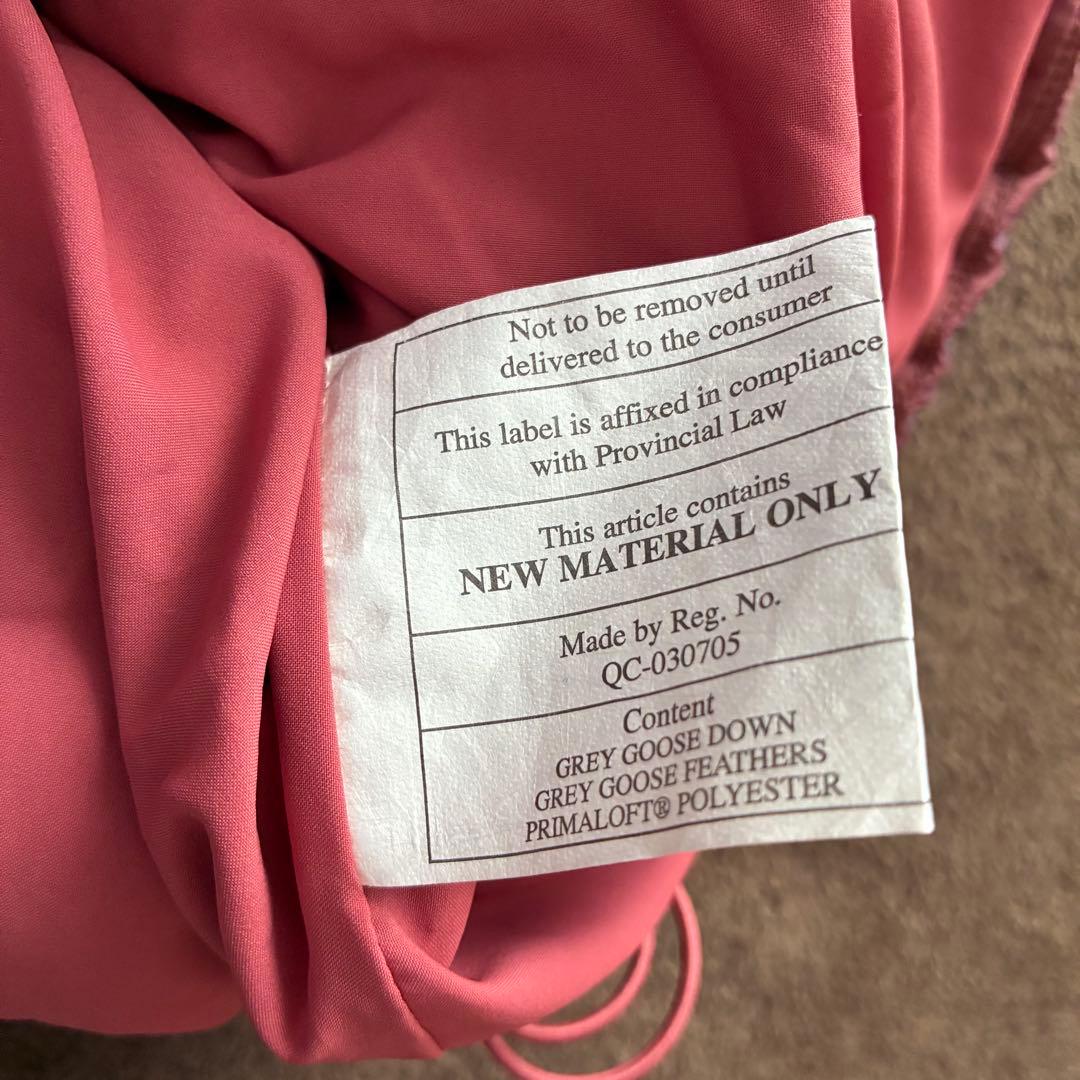 Not to be removed until
delivered to the consumer
This label is affixed in compliance
with Provincial Law
This article contains
NEW MATERIAL ONLY
Made by Reg. No.
QC-030705
Content
GREY GOOSE DOWN
GREY GOOSE FEATHERS
PRIMALOFT® POLYESTER